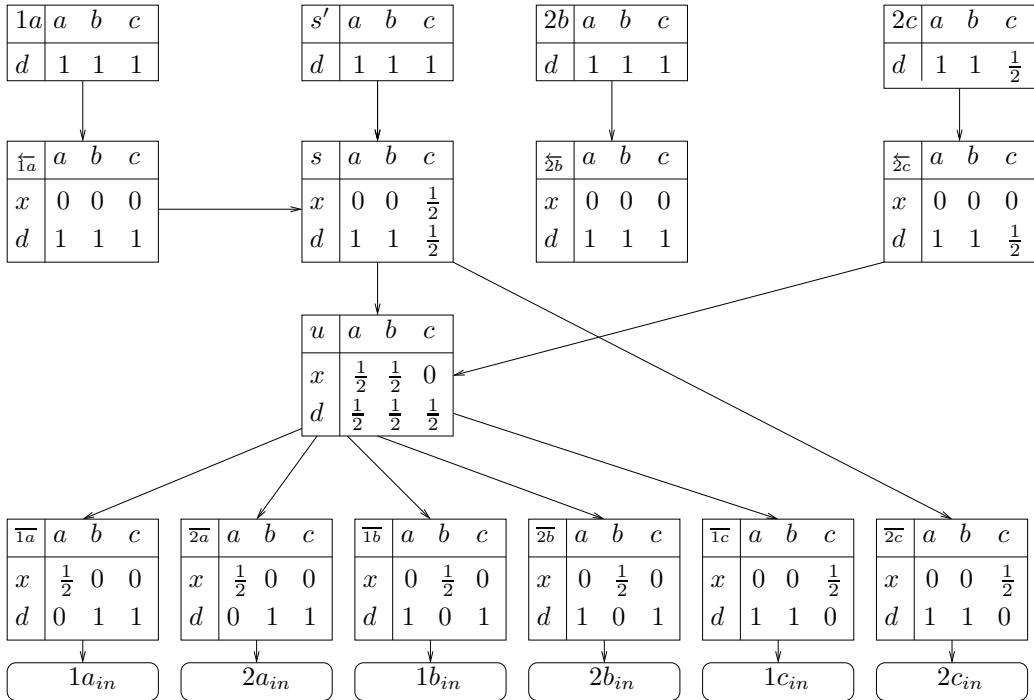 1a a b c s′ a b c 2b a b c 2c a b c
d 1 1 1 d 1 1 1 d 1 1 1 d 1 1 1/2
↼1a a b c s a b c ↼2b a b c ↼2c a b c
x 0 0 0 x 0 0 1/2 x 0 0 0 x 0 0 0
d 1 1 1 d 1 1 1/2 d 1 1 1 d 1 1 1/2
u a b c
x 1/2 1/2 0
d 1/2 1/2 1/2
1a̅ a b c 2a̅ a b c 1b̅ a b c 2b̅ a b c 1c̅ a b c 2c̅ a b c
x 1/2 0 0 x 1/2 0 0 x 0 1/2 0 x 0 1/2 0 x 0 0 1/2 x 0 0 1/2
d 0 1 1 d 0 1 1 d 1 0 1 d 1 0 1 d 1 1 0 d 1 1 0
1a_in 2a_in 1b_in 2b_in 1c_in 2c_in